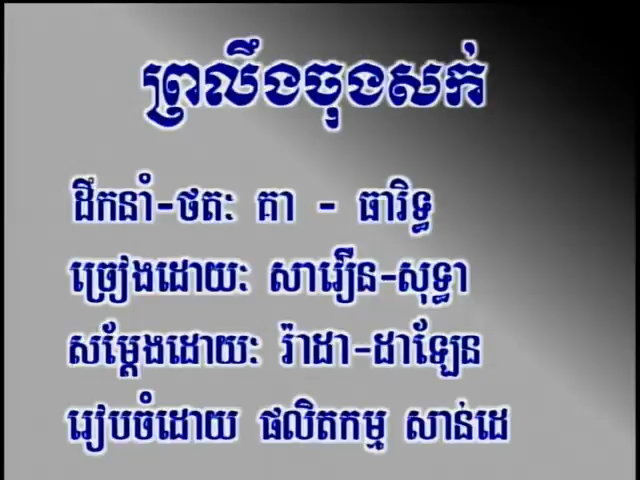 ព្រលឹងចុងសក់
ដឹកនាំ-ថតៈ គា - ធារិទ្ធ
ច្រៀងដោយៈ សាវឿន-សុទ្ធា
សម្ដែងដោយៈ រ៉ាដា-ដាឡែន
រៀបចំដោយ ផលិតកម្ម សាន់ដេ